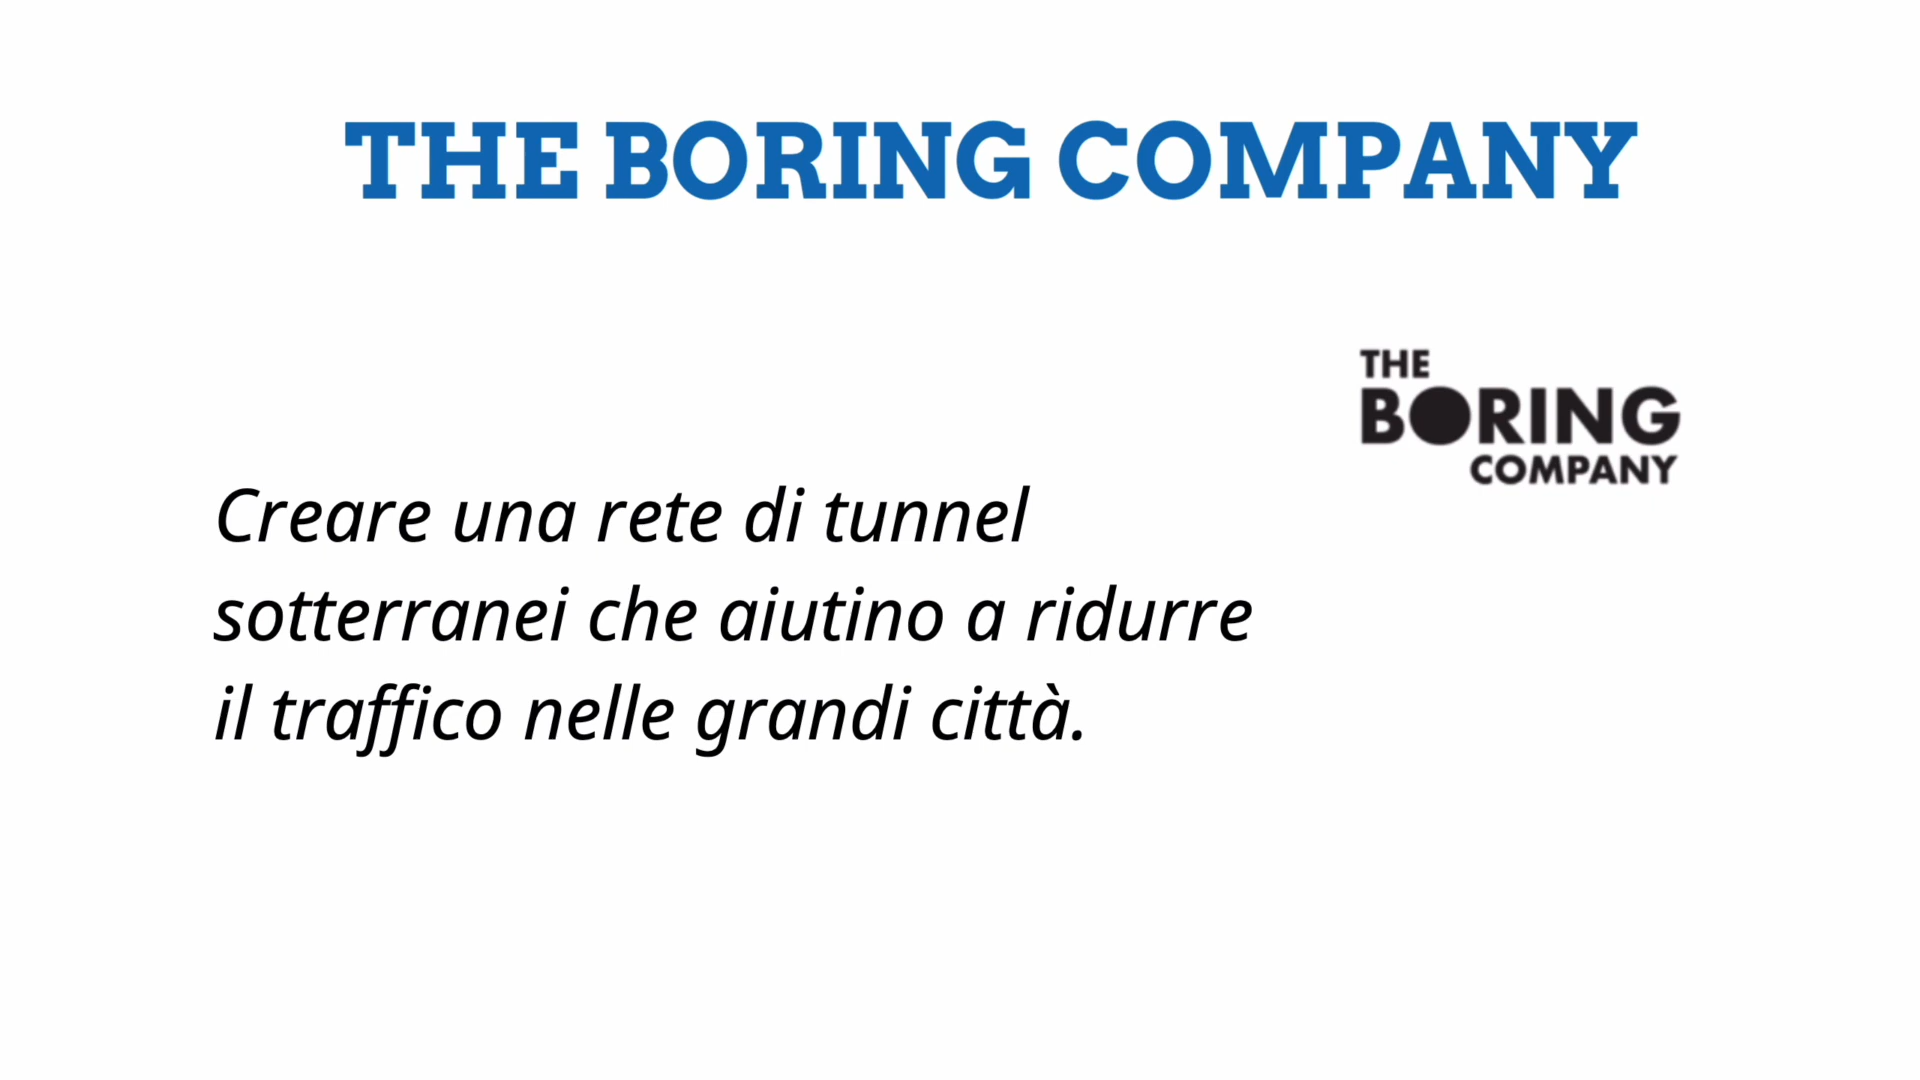 THE BORING COMPANY
THE
BORING
COMPANY
Creare una rete di tunnel
sotterranei che aiutino a ridurre
il traffico nelle grandi città.